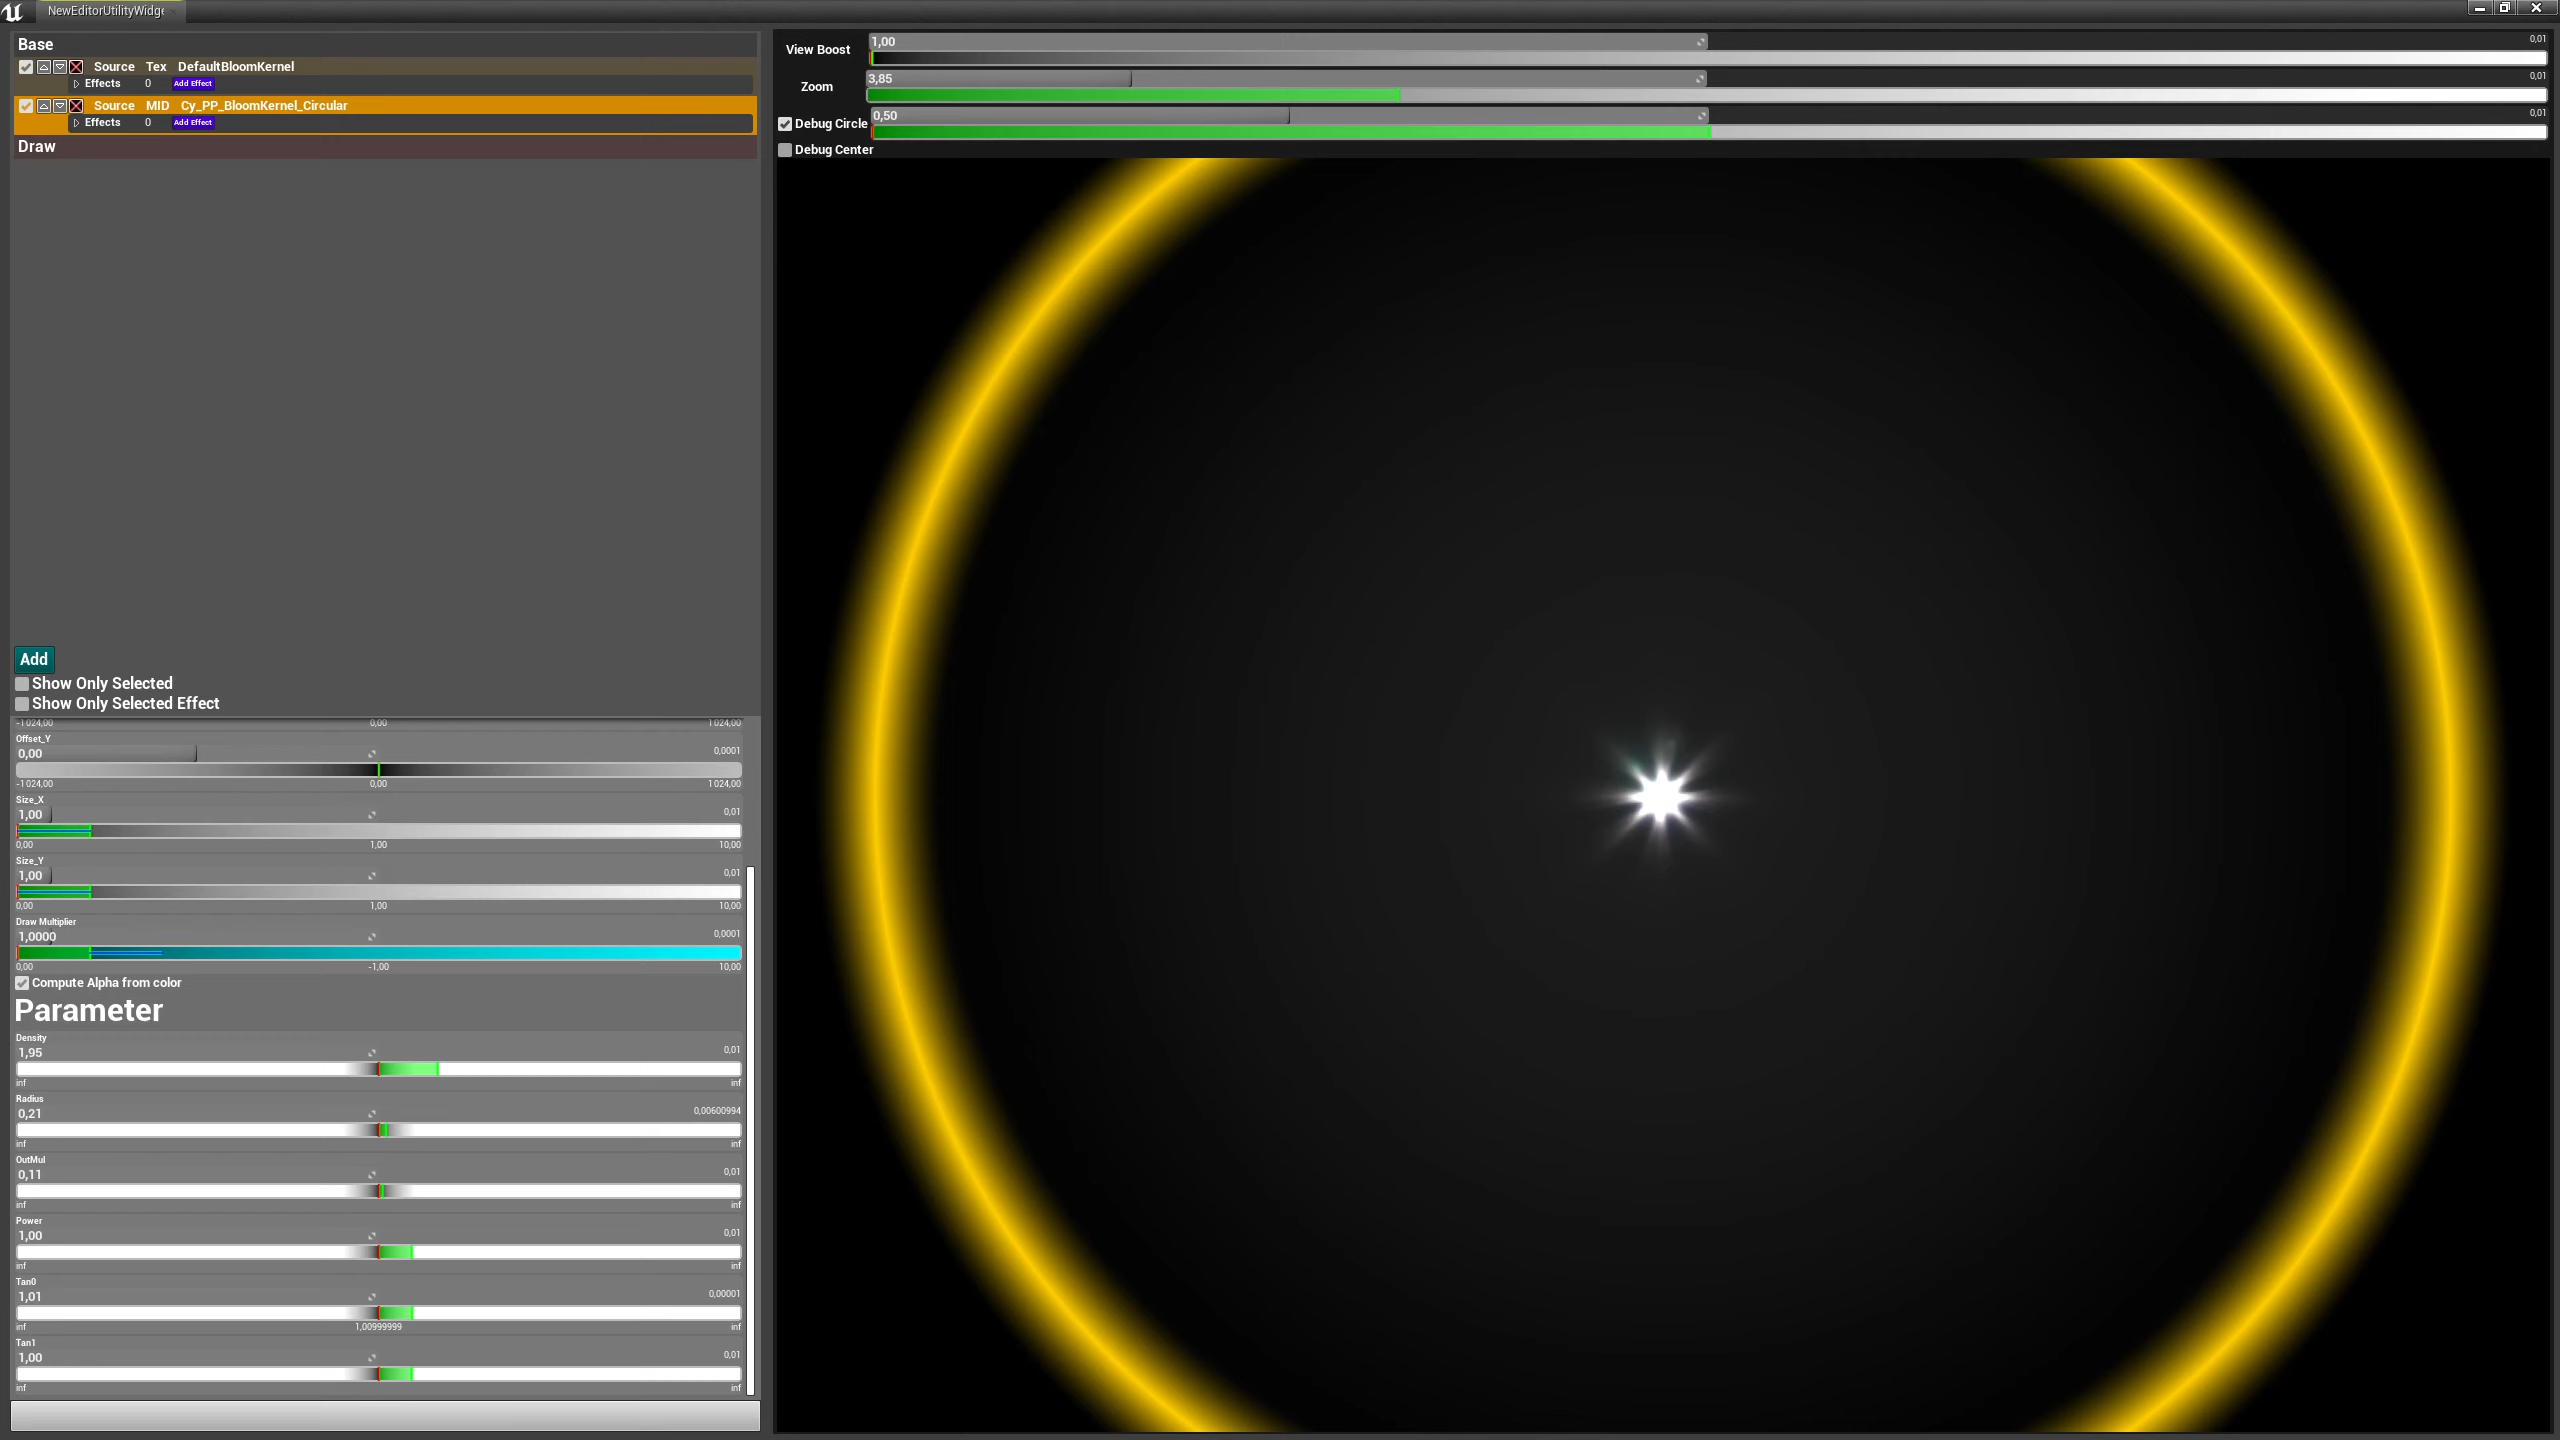 NewEditorUtilityWidge
Base
Source Tex DefaultBloomKernel
Effects 0 Add Effect
Source MID Cy_PP_BloomKernel_Circular
Effects 0 Add Effect
Draw
Add
Show Only Selected
Show Only Selected Effect
-1024,00 0,00 1024,00
Offset_Y
0,00 0,0001
-1024,00 0,00 1024,00
Size_X
1,00 0,01
0,00 1,00 10,00
Size_Y
1,00 0,01
0,00 1,00 10,00
Draw Multiplier
1,0000 0,0001
0,00 -1,00 10,00
Compute Alpha from color
Parameter
Density
1,95 0,01
inf inf
Radius
0,21 0,00600994
inf inf
OutMul
0,11 0,01
inf inf
Power
1,00 0,01
inf inf
Tan0
1,01 0,00001
inf 1,00999999 inf
Tan1
1,00 0,01
inf inf
View Boost 1,00 0,01
Zoom 3,85 0,01
Debug Circle 0,50 0,01
Debug Center